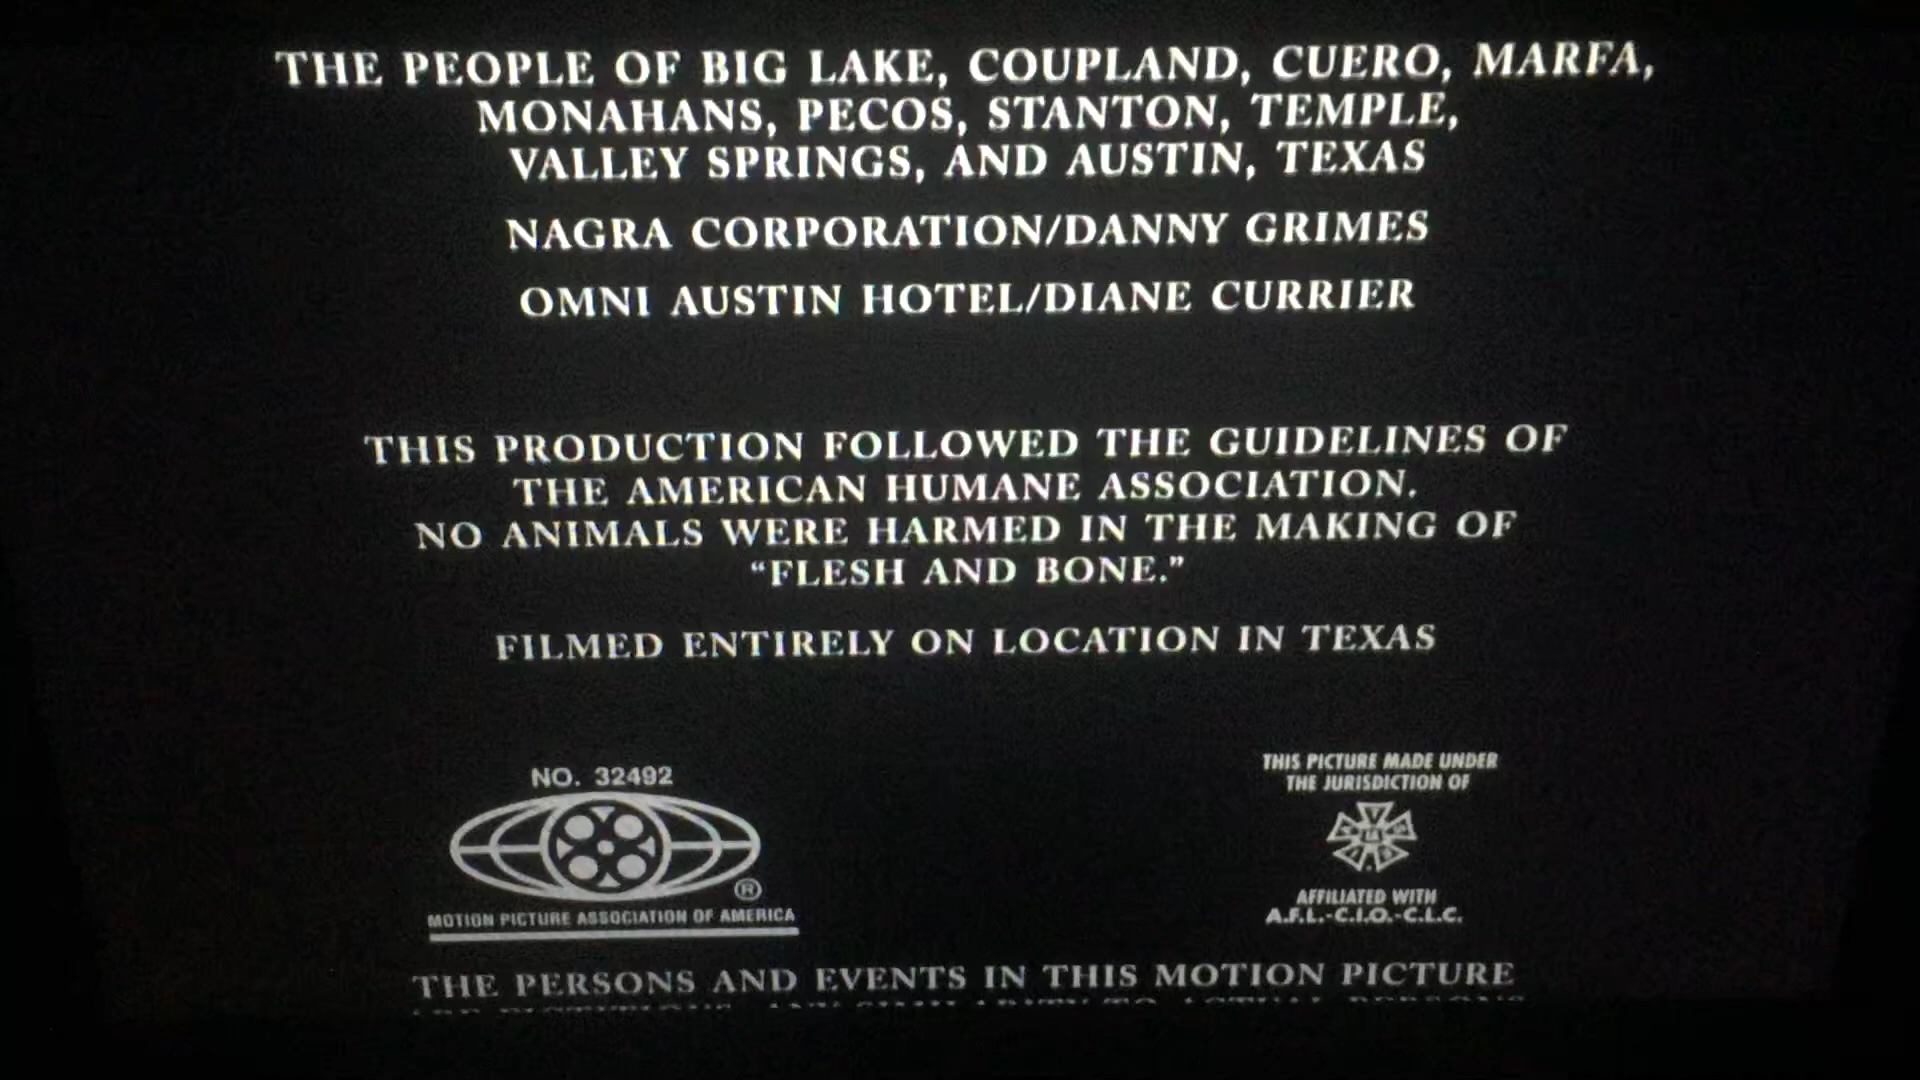 THE PEOPLE OF BIG LAKE, COUPLAND, CUERO, MARFA,
MONAHANS, PECOS, STANTON, TEMPLE,
VALLEY SPRINGS, AND AUSTIN, TEXAS
NAGRA CORPORATION/DANNY GRIMES
OMNI AUSTIN HOTEL/DIANE CURRIER
THIS PRODUCTION FOLLOWED THE GUIDELINES OF
THE AMERICAN HUMANE ASSOCIATION.
NO ANIMALS WERE HARMED IN THE MAKING OF
“FLESH AND BONE.”
FILMED ENTIRELY ON LOCATION IN TEXAS
NO. 32492
®
MOTION PICTURE ASSOCIATION OF AMERICA
THIS PICTURE MADE UNDER
THE JURISDICTION OF
AFFILIATED WITH
A.F.L.-C.I.O.-C.L.C.
THE PERSONS AND EVENTS IN THIS MOTION PICTURE